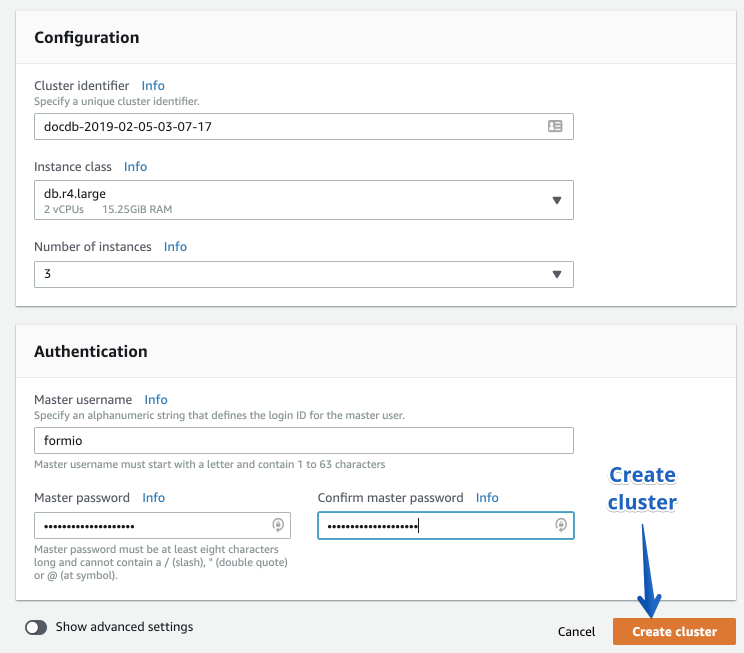 Configuration
Cluster identifier Info
Specify a unique cluster identifier.
docdb-2019-02-05-03-07-17
Instance class Info
db.r4.large
2 vCPUs 15.25GiB RAM
Number of instances Info
3
Authentication
Master username Info
Specify an alphanumeric string that defines the login ID for the master user.
formio
Master username must start with a letter and contain 1 to 63 characters
Master password Info
Confirm master password Info
••••••••••••••••••••
••••••••••••••••••••
Master password must be at least eight characters
long and cannot contain a / (slash), " (double quote)
or @ (at symbol).
Create
cluster
Show advanced settings
Cancel
Create cluster